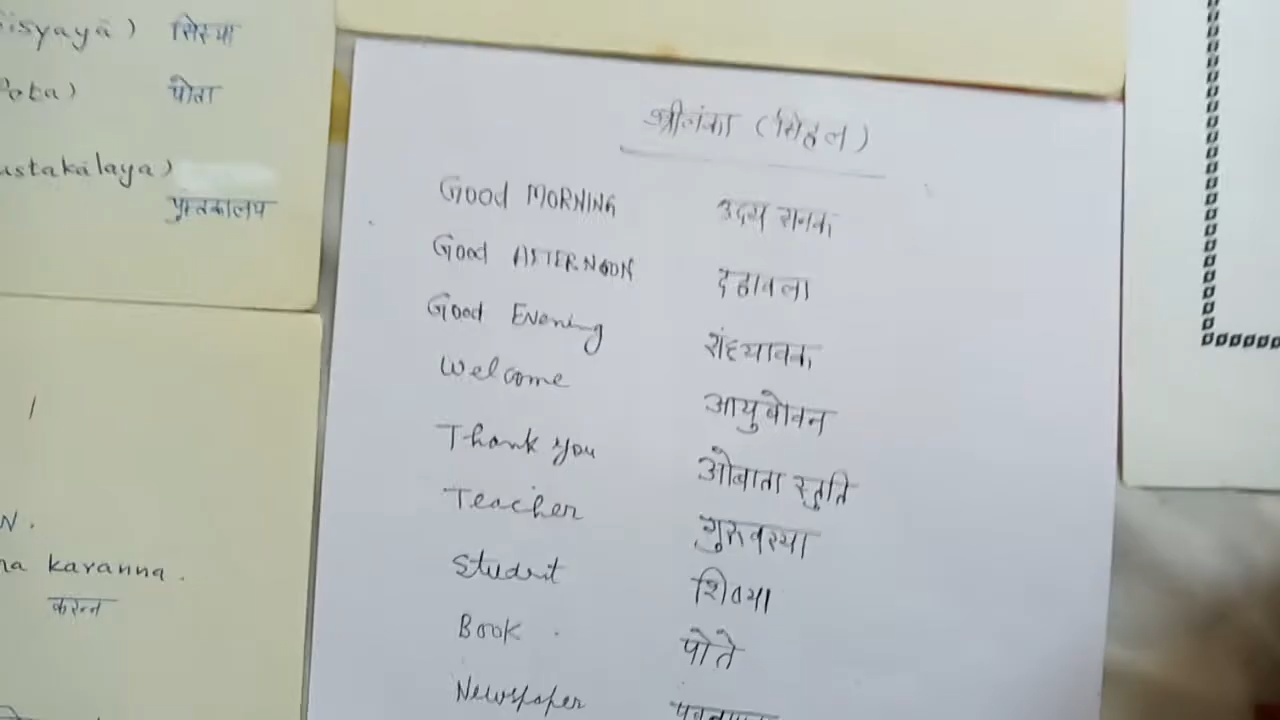 isyayā) सिस्या
Pota) पोता
ustakālaya)
पुस्तकालय
N.
na karanna.
करन्न
श्रीलंका (सिंहल)
Good MORNING उदय सनक
Good AFTERNOON दहावला
Good Evening संध्यावक
Welcome आयुबोवन
Thank you ओबाता स्तुति
Teacher गुरुवरया
Student शिष्या
Book पोते
Newspaper